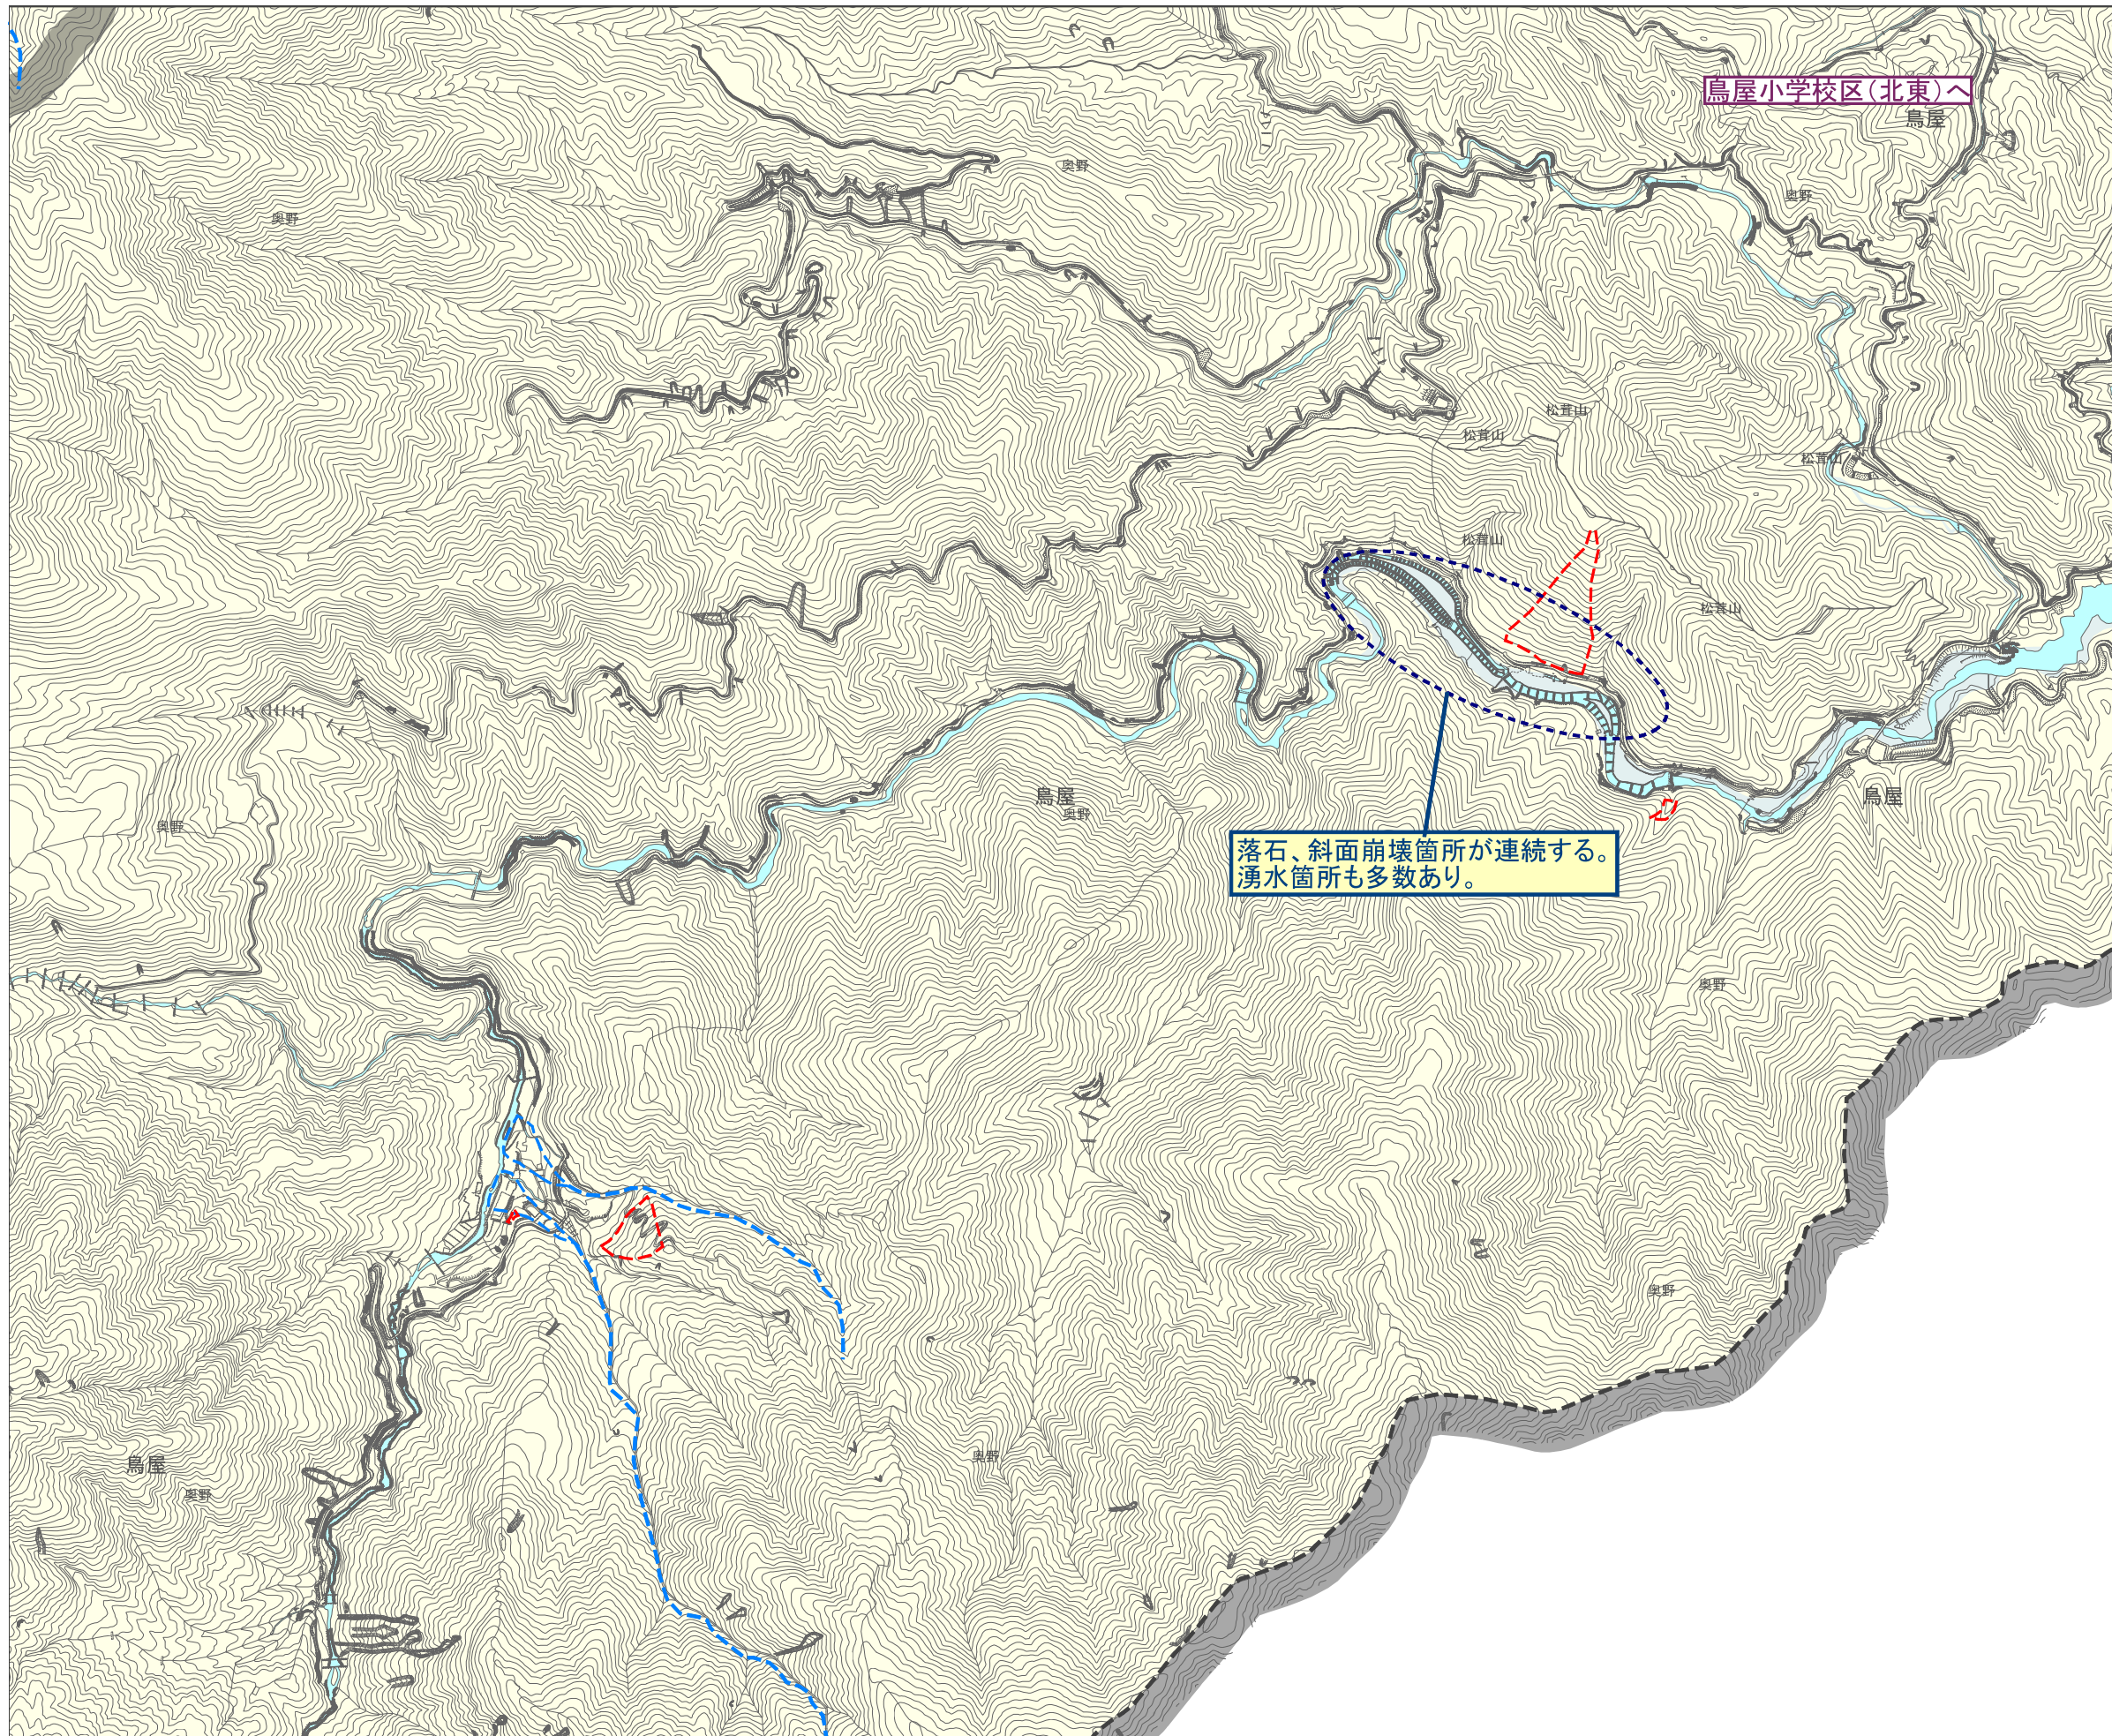 鳥屋小学校区(北東)へ
鳥屋
奥野
奥野
奥野
松茸山
松茸山
松茸山
松茸山
松茸山
鳥屋
奥野
鳥屋
奥野
落石、斜面崩壊箇所が連続する。
湧水箇所も多数あり。
奥野
奥野
奥野
鳥屋
奥野